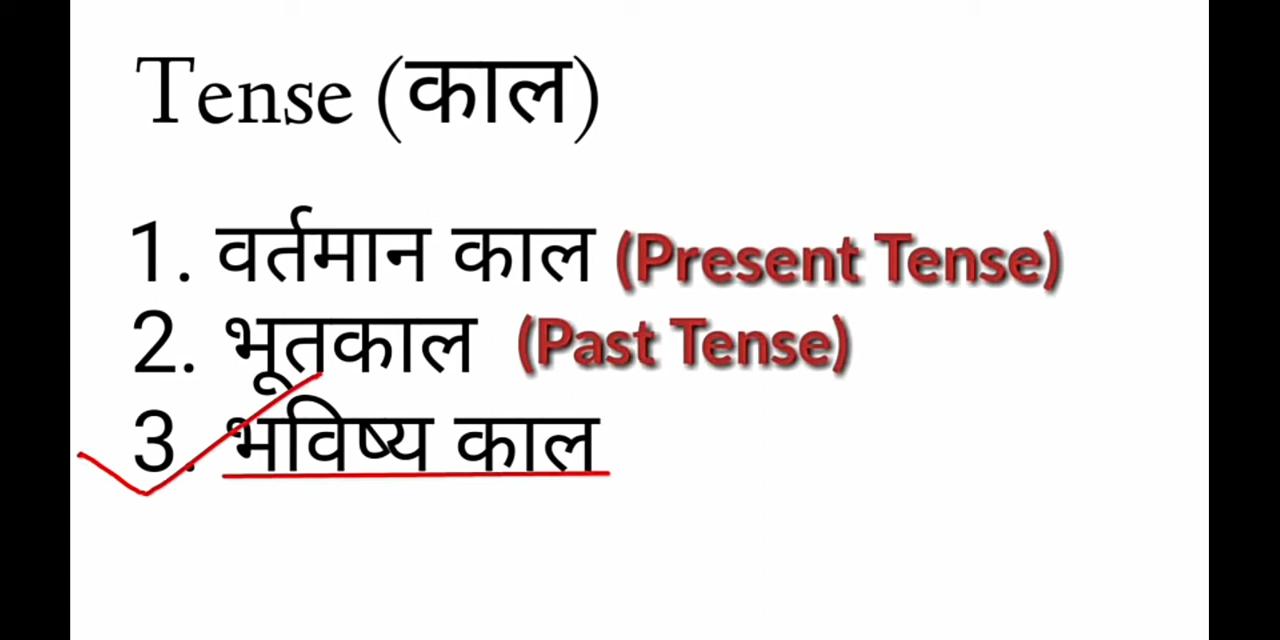 Tense (काल)
1. वर्तमान काल (Present Tense)
2. भूतकाल (Past Tense)
3. भविष्य काल